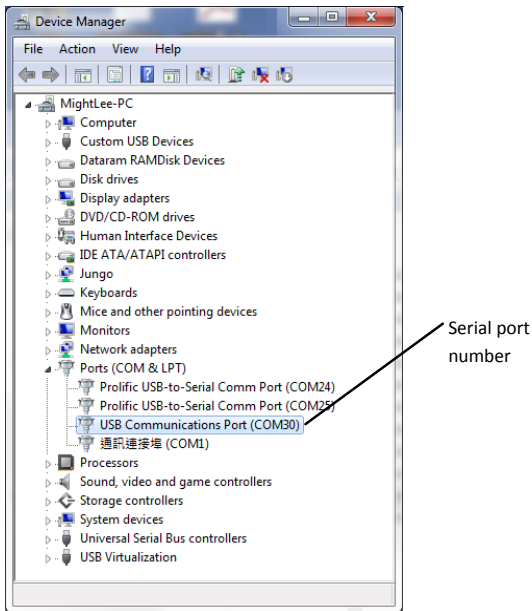 Device Manager
File Action View Help
MightLee-PC
Computer
Custom USB Devices
Dataram RAMDisk Devices
Disk drives
Display adapters
DVD/CD-ROM drives
Human Interface Devices
IDE ATA/ATAPI controllers
Jungo
Keyboards
Mice and other pointing devices
Monitors
Network adapters
Ports (COM & LPT)
Prolific USB-to-Serial Comm Port (COM24)
Prolific USB-to-Serial Comm Port (COM25)
USB Communications Port (COM30)
通訊連接埠 (COM1)
Processors
Sound, video and game controllers
Storage controllers
System devices
Universal Serial Bus controllers
USB Virtualization
Serial port
number